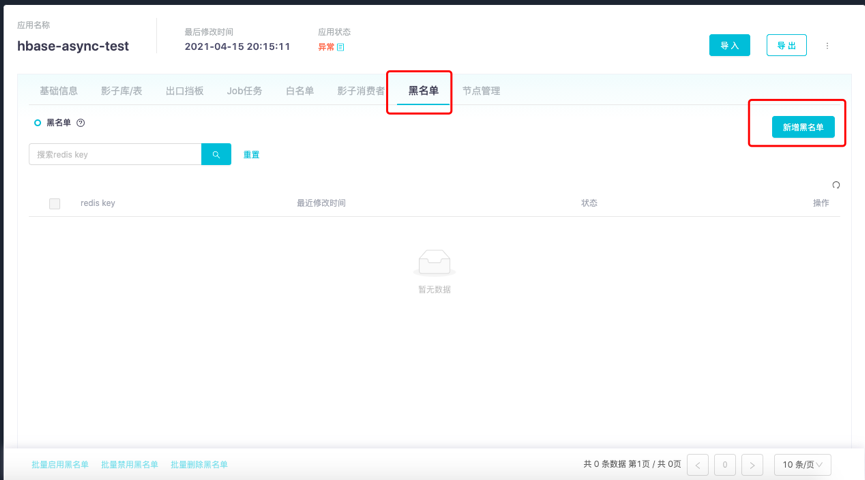 应用名称
hbase-async-test
最后修改时间
2021-04-15 20:15:11
应用状态
异常
导 入
导 出
基础信息 影子库/表 出口挡板 Job任务 白名单 影子消费者 黑名单 节点管理
黑名单
新增黑名单
搜索redis key
重置
redis key 最近修改时间 状态 操作
暂无数据
批量启用黑名单 批量禁用黑名单 批量删除黑名单
共 0 条数据 第1页 / 共 0页
0
10 条/页